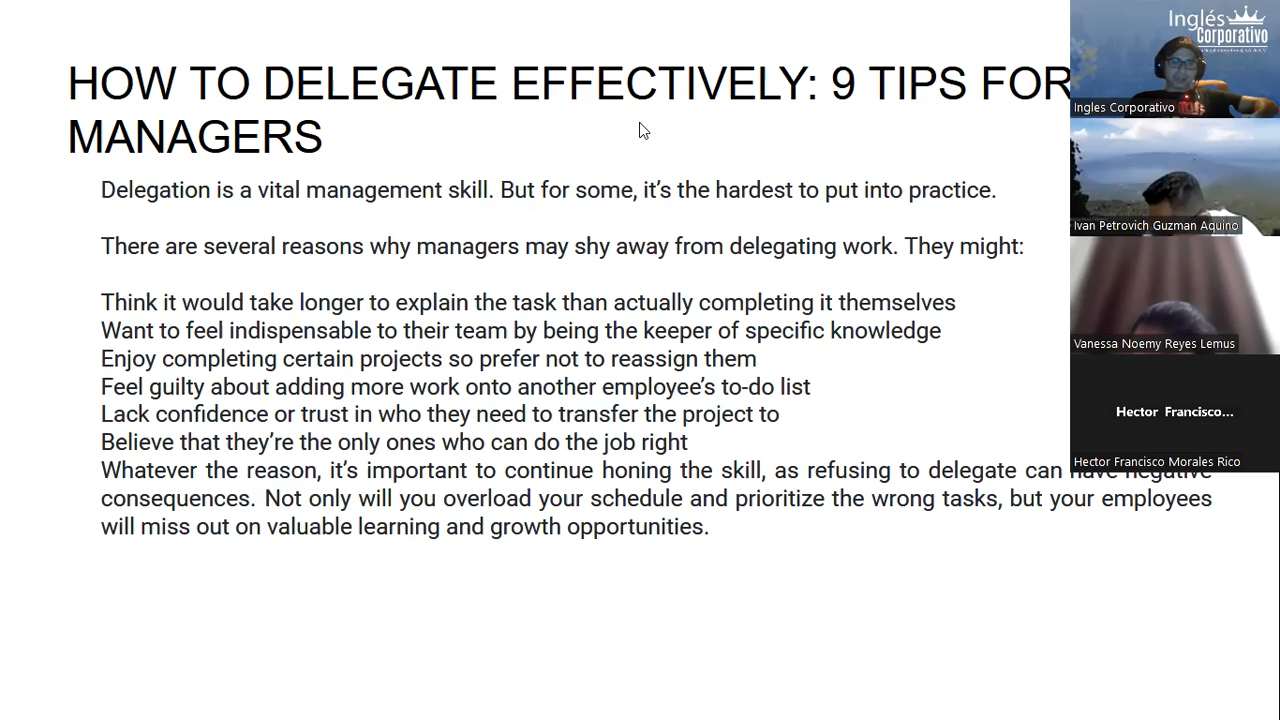 HOW TO DELEGATE EFFECTIVELY: 9 TIPS FOR
MANAGERS
Delegation is a vital management skill. But for some, it's the hardest to put into practice.
There are several reasons why managers may shy away from delegating work. They might:
Think it would take longer to explain the task than actually completing it themselves
Want to feel indispensable to their team by being the keeper of specific knowledge
Enjoy completing certain projects so prefer not to reassign them
Feel guilty about adding more work onto another employee's to-do list
Lack confidence or trust in who they need to transfer the project to
Believe that they're the only ones who can do the job right
Whatever the reason, it's important to continue honing the skill, as refusing to delegate can have negative
consequences. Not only will you overload your schedule and prioritize the wrong tasks, but your employees
will miss out on valuable learning and growth opportunities.
Inglés
Corporativo
Ingles Corporativo
Ivan Petrovich Guzman Aquino
Vanessa Noemy Reyes Lemus
Hector Francisco...
Hector Francisco Morales Rico